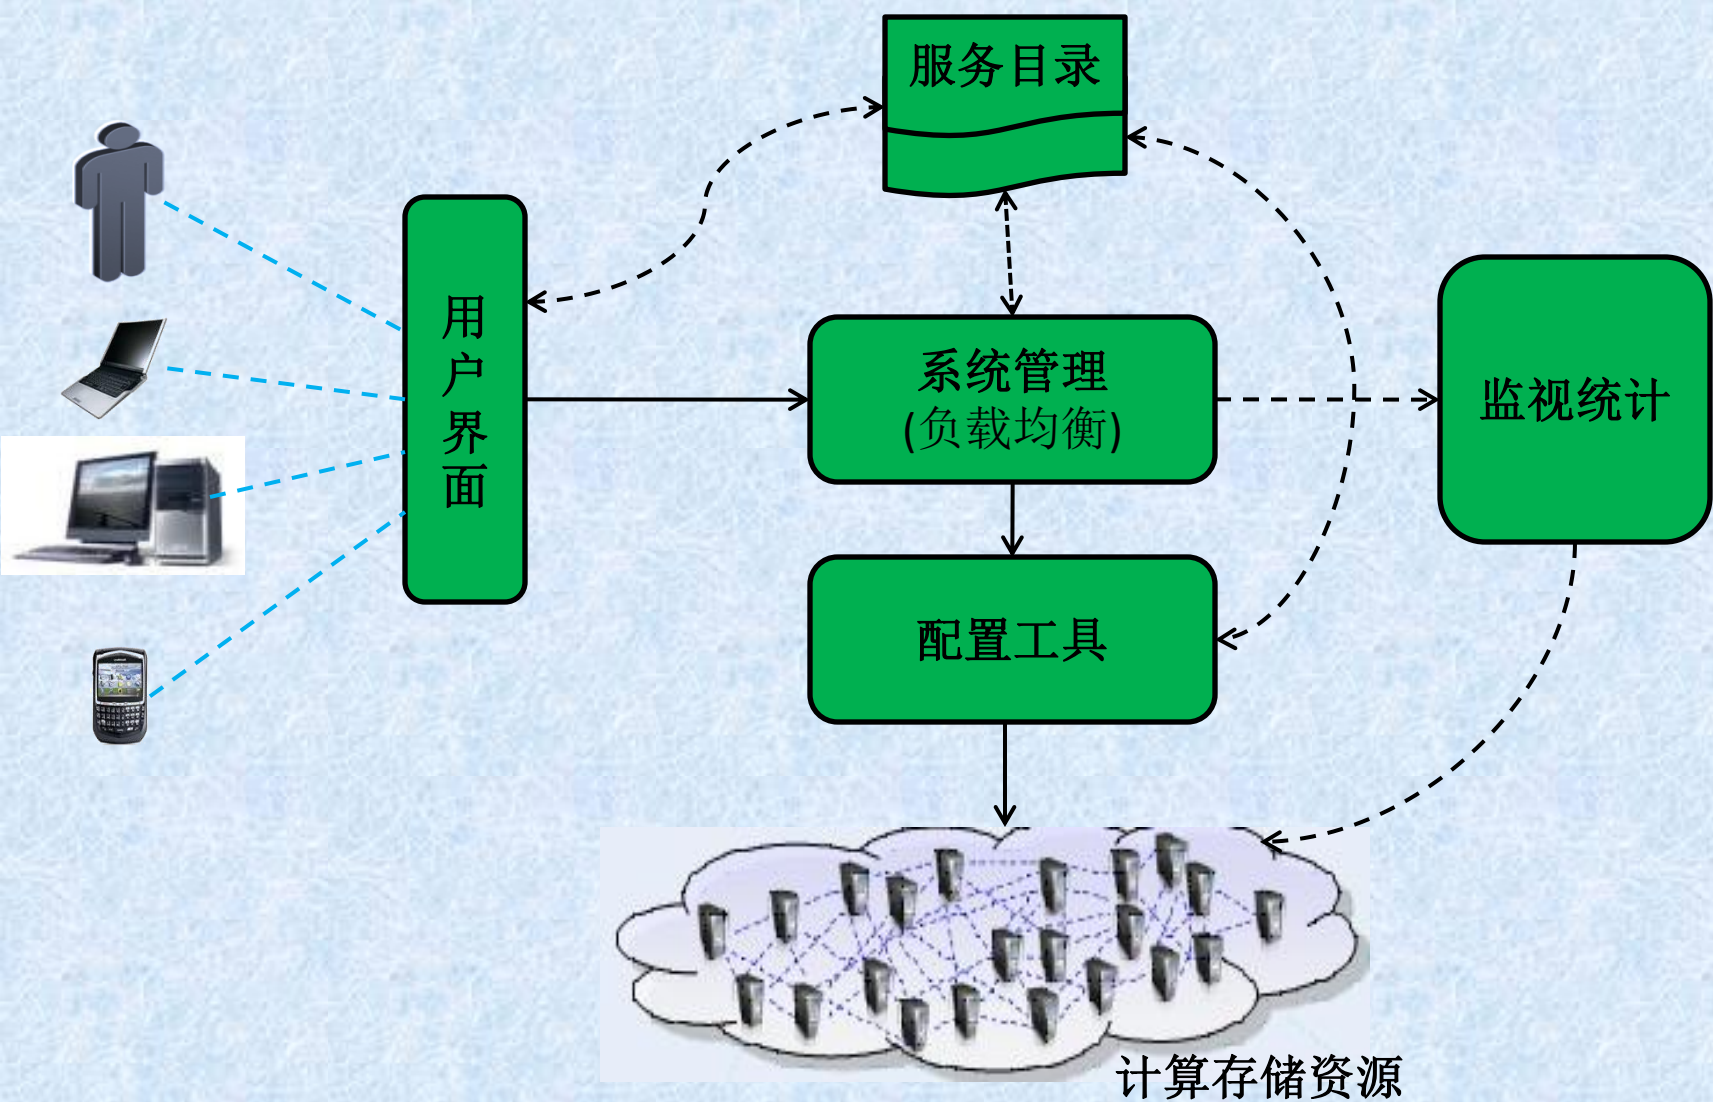 服务目录
用户界面
系统管理
(负载均衡)
监视统计
配置工具
计算存储资源